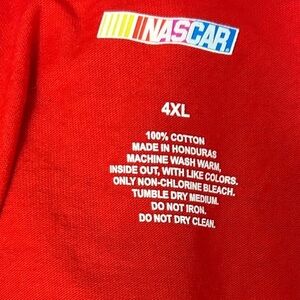 NASCAR
4XL
100% COTTON
MADE IN HONDURAS
MACHINE WASH WARM,
INSIDE OUT, WITH LIKE COLORS.
ONLY NON-CHLORINE BLEACH.
TUMBLE DRY MEDIUM.
DO NOT IRON.
DO NOT DRY CLEAN.